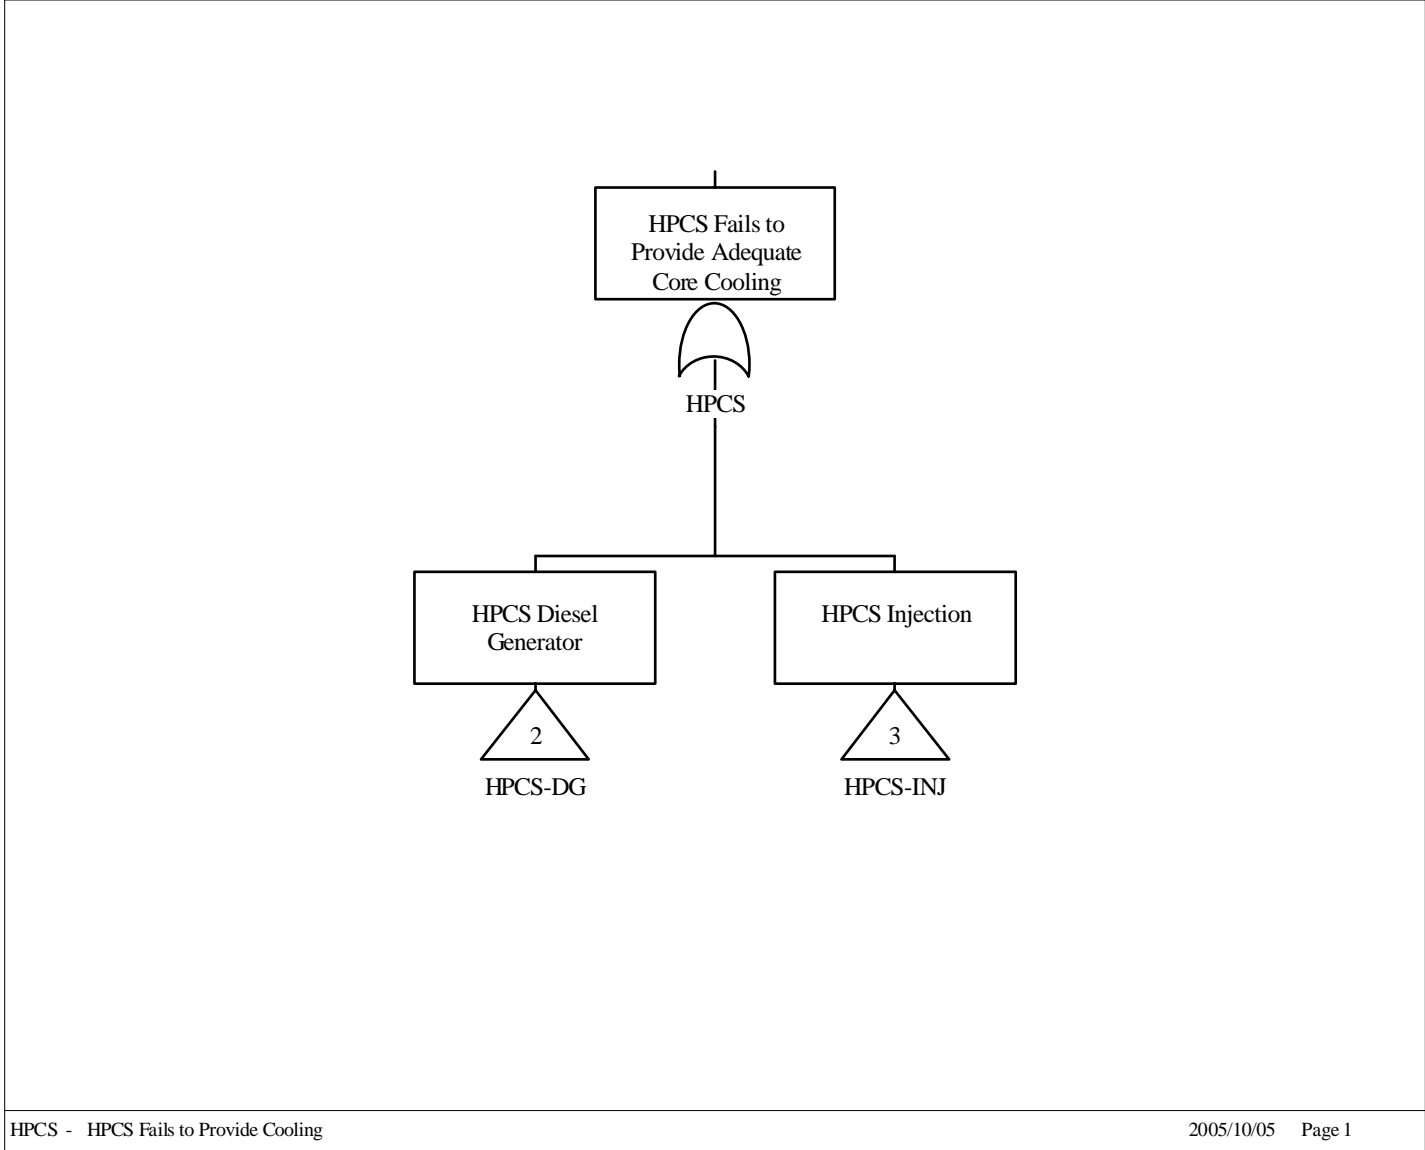 HPCS Fails to
Provide Adequate
Core Cooling
HPCS
HPCS Diesel
Generator
HPCS Injection
2
3
HPCS-DG
HPCS-INJ
HPCS - HPCS Fails to Provide Cooling
2005/10/05 Page 1